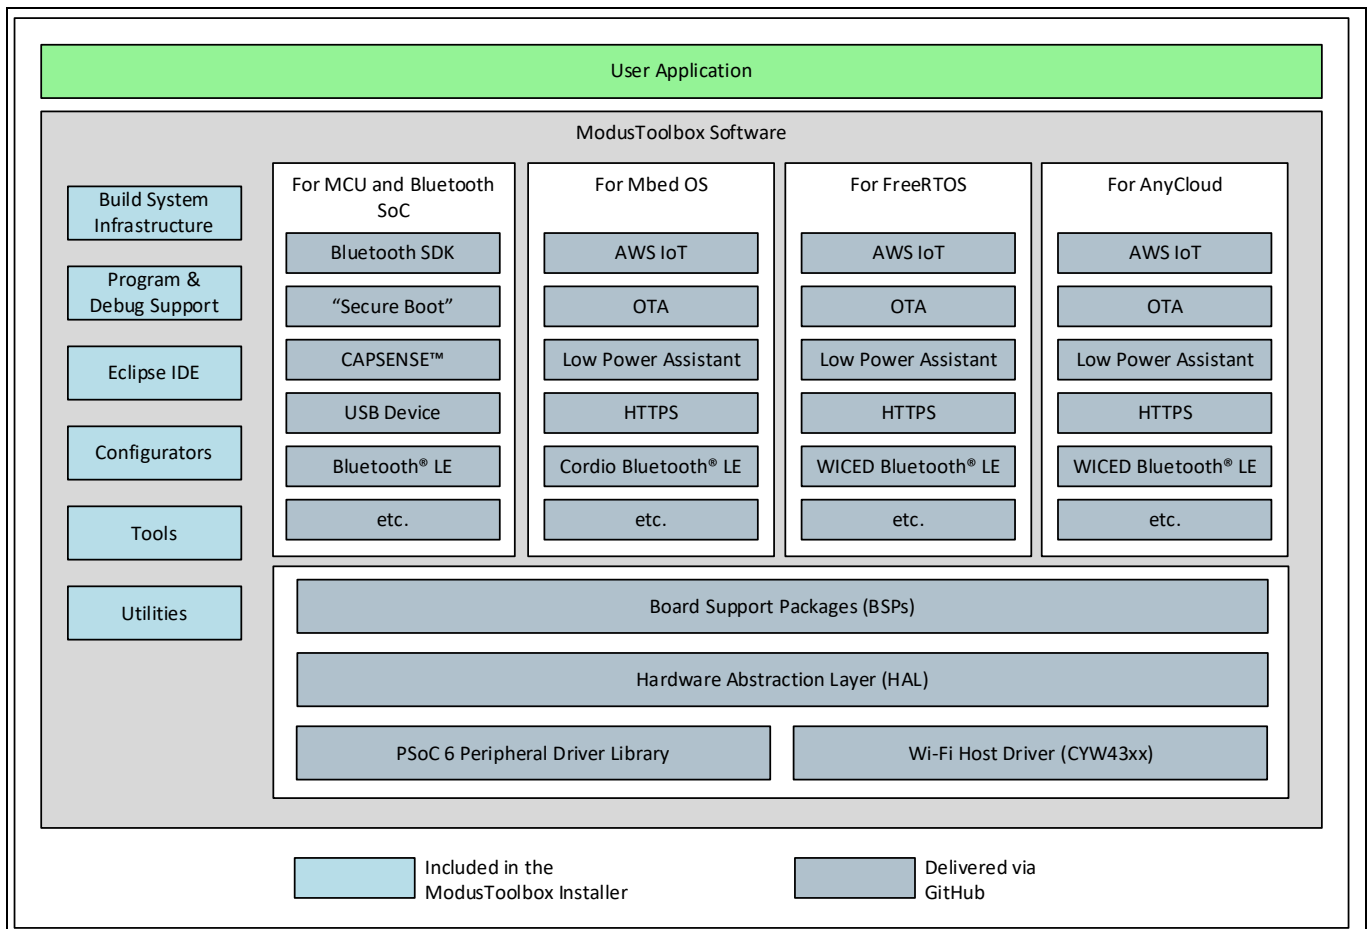 User Application
ModusToolbox Software
Build System
Infrastructure
Program &
Debug Support
Eclipse IDE
Configurators
Tools
Utilities
For MCU and Bluetooth
SoC
Bluetooth SDK
“Secure Boot”
CAPSENSE™
USB Device
Bluetooth® LE
etc.
For Mbed OS
AWS IoT
OTA
Low Power Assistant
HTTPS
Cordio Bluetooth® LE
etc.
For FreeRTOS
AWS IoT
OTA
Low Power Assistant
HTTPS
WICED Bluetooth® LE
etc.
For AnyCloud
AWS IoT
OTA
Low Power Assistant
HTTPS
WICED Bluetooth® LE
etc.
Board Support Packages (BSPs)
Hardware Abstraction Layer (HAL)
PSoC 6 Peripheral Driver Library
Wi-Fi Host Driver (CYW43xx)
Included in the
ModusToolbox Installer
Delivered via
GitHub